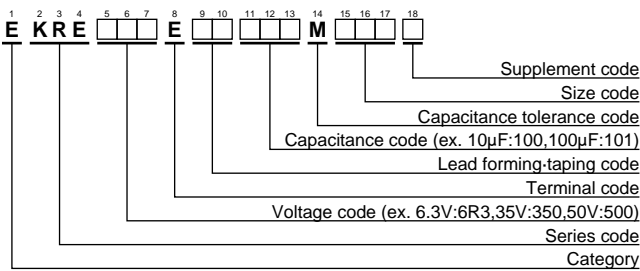 1 2 3 4 5 6 7 8 9 10 11 12 13 14 15 16 17 18
E KRE E M
Supplement code
Size code
Capacitance tolerance code
Capacitance code (ex. 10μF:100,100μF:101)
Lead forming·taping code
Terminal code
Voltage code (ex. 6.3V:6R3,35V:350,50V:500)
Series code
Category